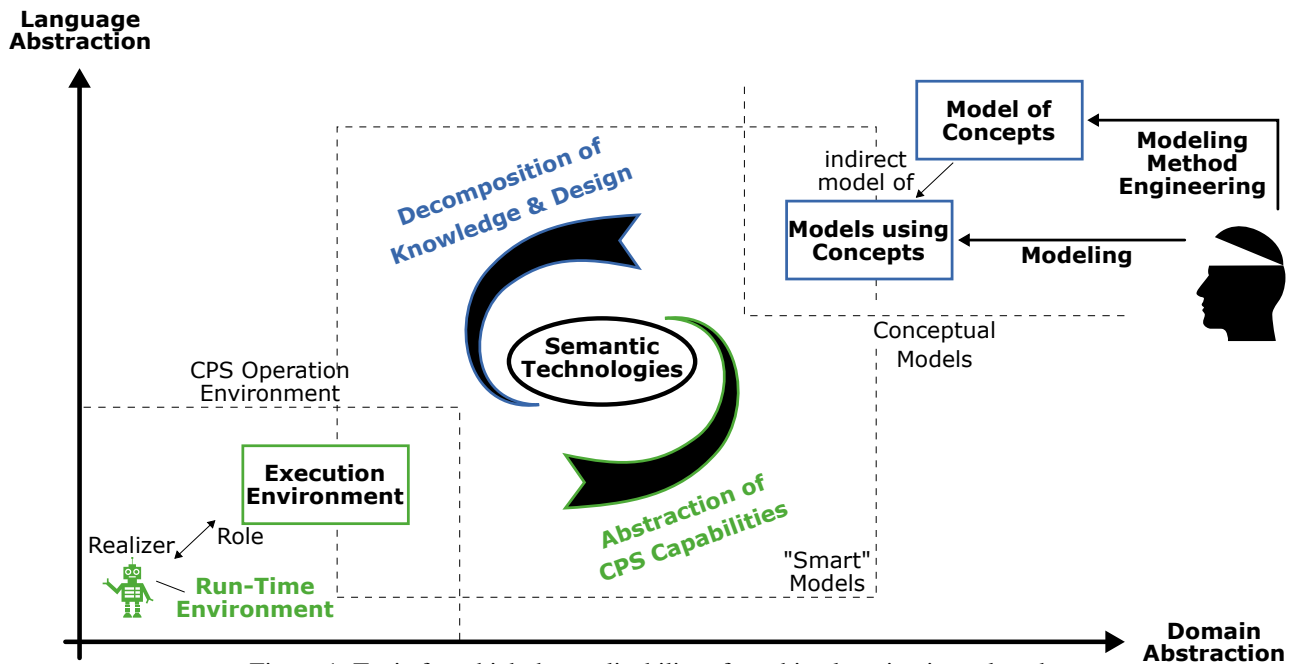 Language
Abstraction
Model of
Concepts
Modeling
Method
Engineering
indirect
model of
Decomposition of
Knowledge & Design
Models using
Concepts
Modeling
Conceptual
Models
Semantic
Technologies
CPS Operation
Environment
Execution
Environment
Abstraction of
CPS Capabilities
Realizer
Role
Run-Time
Environment
"Smart"
Models
Domain
Abstraction